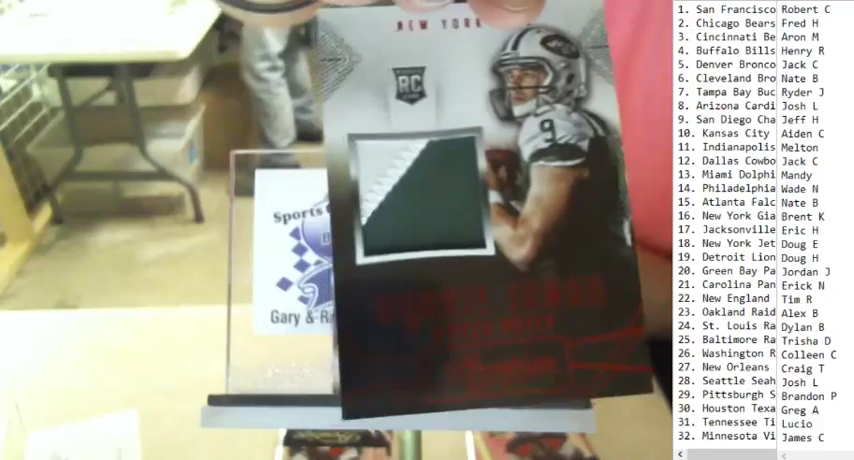 NEW YORK
RC
9
Sports
Gary & Ri
1. San Francisco Robert C
2. Chicago Bears Fred H
3. Cincinnati Be Aron M
4. Buffalo Bills Henry R
5. Denver Bronco Jack C
6. Cleveland Bro Nate B
7. Tampa Bay Buc Ryder J
8. Arizona Cardi Josh L
9. San Diego Cha Jeff H
10. Kansas City Aiden C
11. Indianapolis Melton
12. Dallas Cowbo Jack C
13. Miami Dolphi Mandy
14. Philadelphia Wade N
15. Atlanta Falc Nate B
16. New York Gia Brent K
17. Jacksonville Eric H
18. New York Jet Doug E
19. Detroit Lion Doug H
20. Green Bay Pa Jordan J
21. Carolina Pan Erick N
22. New England Tim R
23. Oakland Raid Alex B
24. St. Louis Ra Dylan B
25. Baltimore Ra Trisha D
26. Washington R Colleen C
27. New Orleans Craig T
28. Seattle Seah Josh L
29. Pittsburgh S Brandon P
30. Houston Texa Greg A
31. Tennessee Ti Lucio
32. Minnesota Vi James C